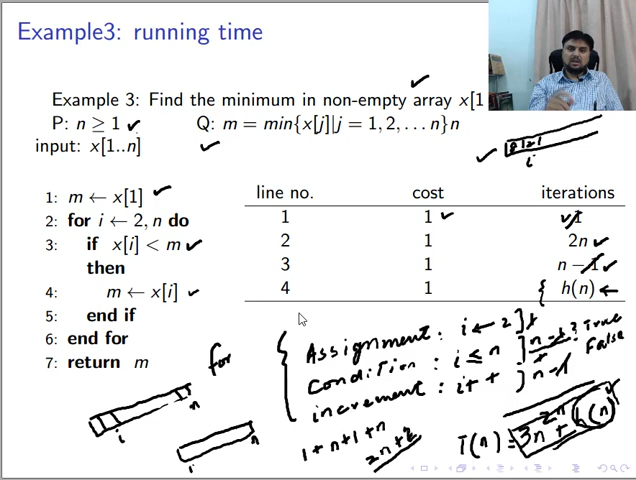 Example3: running time
Example 3: Find the minimum in non-empty array x[1
P: n ≥ 1 Q: m = min{x[j]|j = 1, 2, . . . n}n
input: x[1..n]
1: m ← x[1]
2: for i ← 2, n do
3: if x[i] < m
then
4: m ← x[i]
5: end if
6: end for
7: return m
line no. cost iterations
1 1 1
2 1 2n
3 1 n − 1
4 1 h(n)
i
for
Assignment : i ← 2
Condition : i ≤ n True
False
increment : i++ n-1
i n
i n
1 + n + 1 + n
2n + 2
T(n) = 3n + h(n)
2n